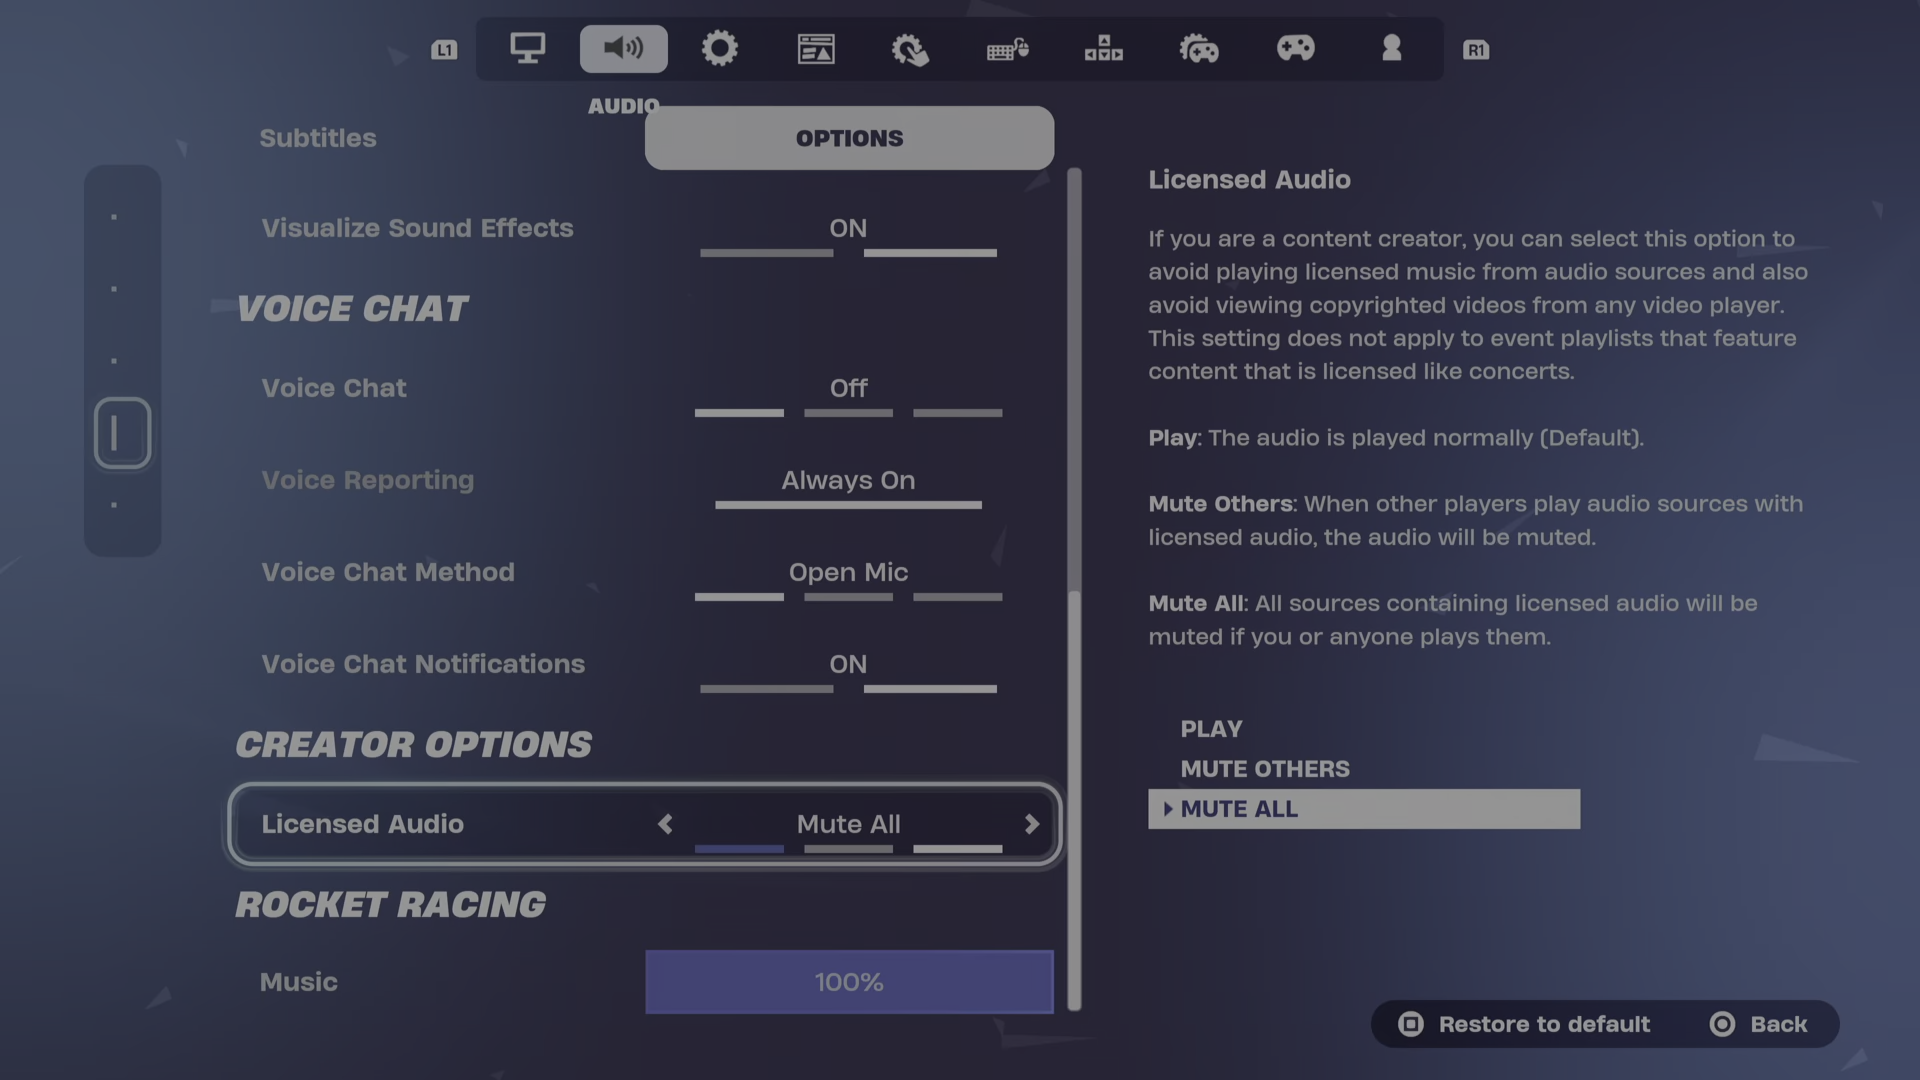 L1
R1
AUDIO
Subtitles
OPTIONS
Visualize Sound Effects
ON
VOICE CHAT
Voice Chat
Off
Voice Reporting
Always On
Voice Chat Method
Open Mic
Voice Chat Notifications
ON
CREATOR OPTIONS
Licensed Audio
Mute All
ROCKET RACING
Music
100%
Licensed Audio
If you are a content creator, you can select this option to
avoid playing licensed music from audio sources and also
avoid viewing copyrighted videos from any video player.
This setting does not apply to event playlists that feature
content that is licensed like concerts.
Play: The audio is played normally (Default).
Mute Others: When other players play audio sources with
licensed audio, the audio will be muted.
Mute All: All sources containing licensed audio will be
muted if you or anyone plays them.
PLAY
MUTE OTHERS
MUTE ALL
Restore to default
Back